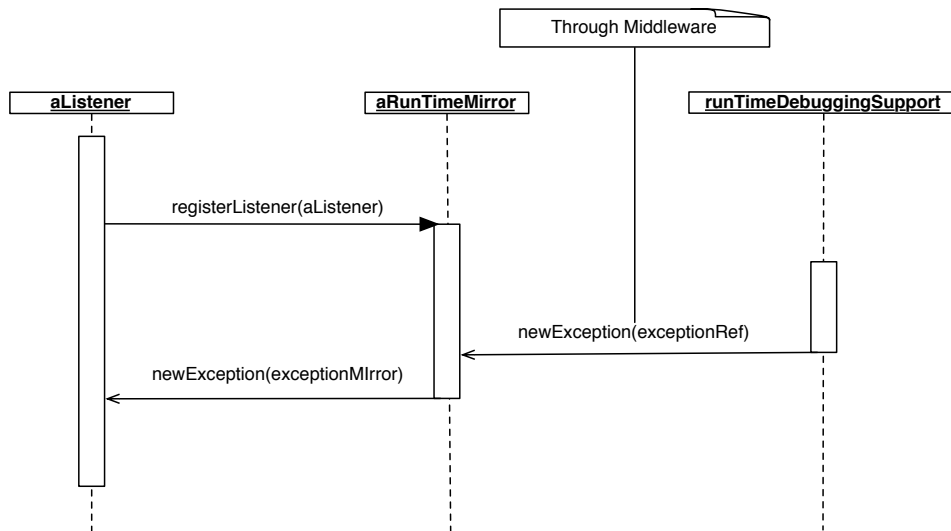 Through Middleware
aListener
aRunTimeMirror
runTimeDebuggingSupport
registerListener(aListener)
newException(exceptionRef)
newException(exceptionMIrror)